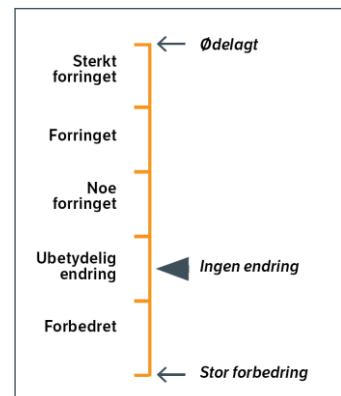 Ødelagt
Sterkt
forringet
Forringet
Noe
forringet
Ubetydelig
endring
Ingen endring
Forbedret
Stor forbedring